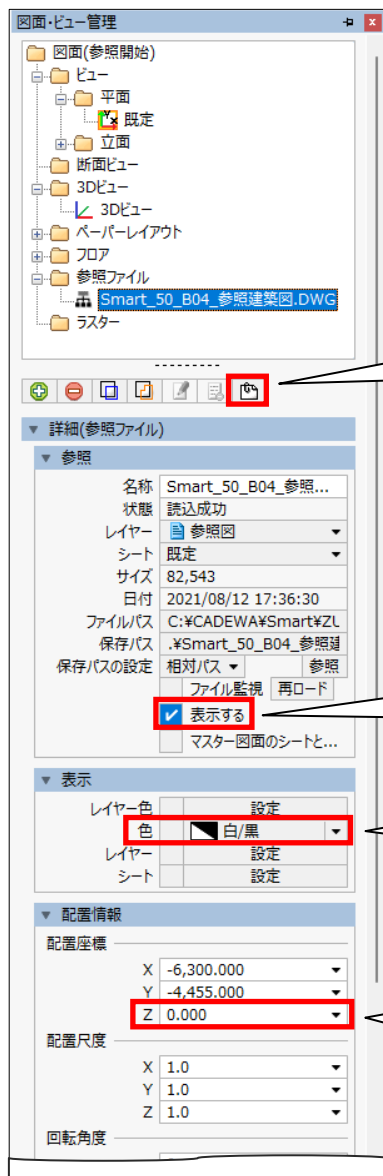 図面・ビュー管理
図面(参照開始)
ビュー
平面
既定
立面
断面ビュー
3Dビュー
3Dビュー
ペーパーレイアウト
フロア
参照ファイル
Smart_50_B04_参照建築図.DWG
ラスター
詳細(参照ファイル)
参照
名称 Smart_50_B04_参照...
状態 読込成功
レイヤー 参照図
シート 既定
サイズ 82,543
日付 2021/08/12 17:36:30
ファイルパス C:¥CADEWA¥Smart¥ZU
保存パス .¥Smart_50_B04_参照建
保存パスの設定 相対パス 参照
ファイル監視 再ロード
表示する
マスター図面のシートと...
表示
レイヤー色 設定
色 白/黒
レイヤー 設定
シート 設定
配置情報
配置座標
X -6,300.000
Y -4,455.000
Z 0.000
配置尺度
X 1.0
Y 1.0
Z 1.0
回転角度